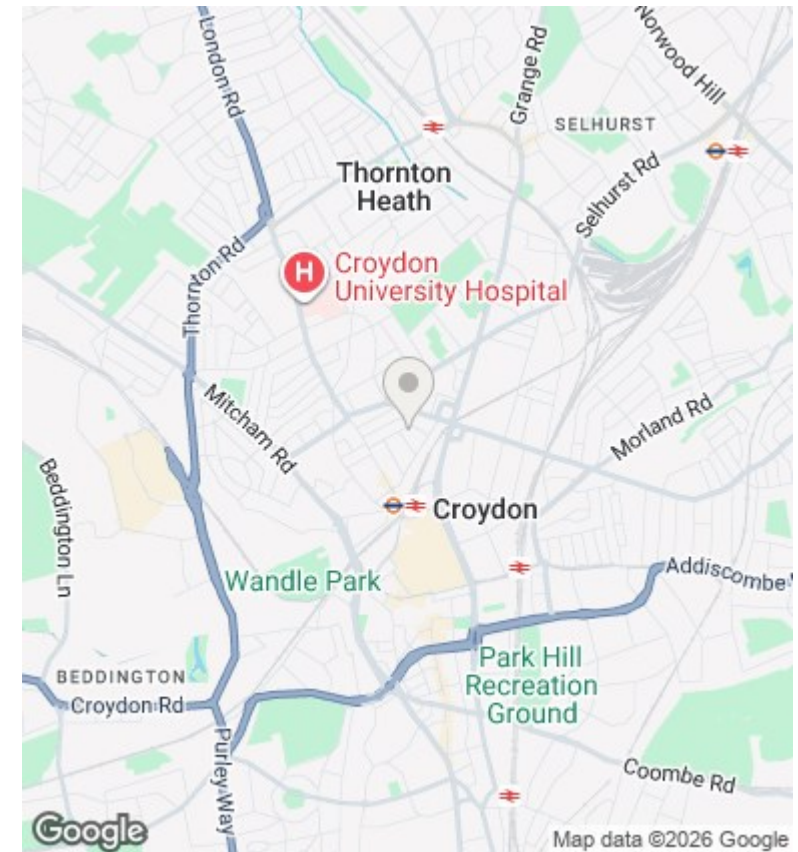 London Rd
Grange Rd
Norwood Hill
SELHURST
Selhurst Rd
Thornton
Heath
Thornton Rd
H
Croydon
University Hospital
Mitcham Rd
Morland Rd
Beddington Ln
Croydon
Wandle Park
Addiscombe
Park Hill
Recreation
Ground
BEDDINGTON
Croydon Rd
Purley Way
Coombe Rd
Google
Map data ©2026 Google